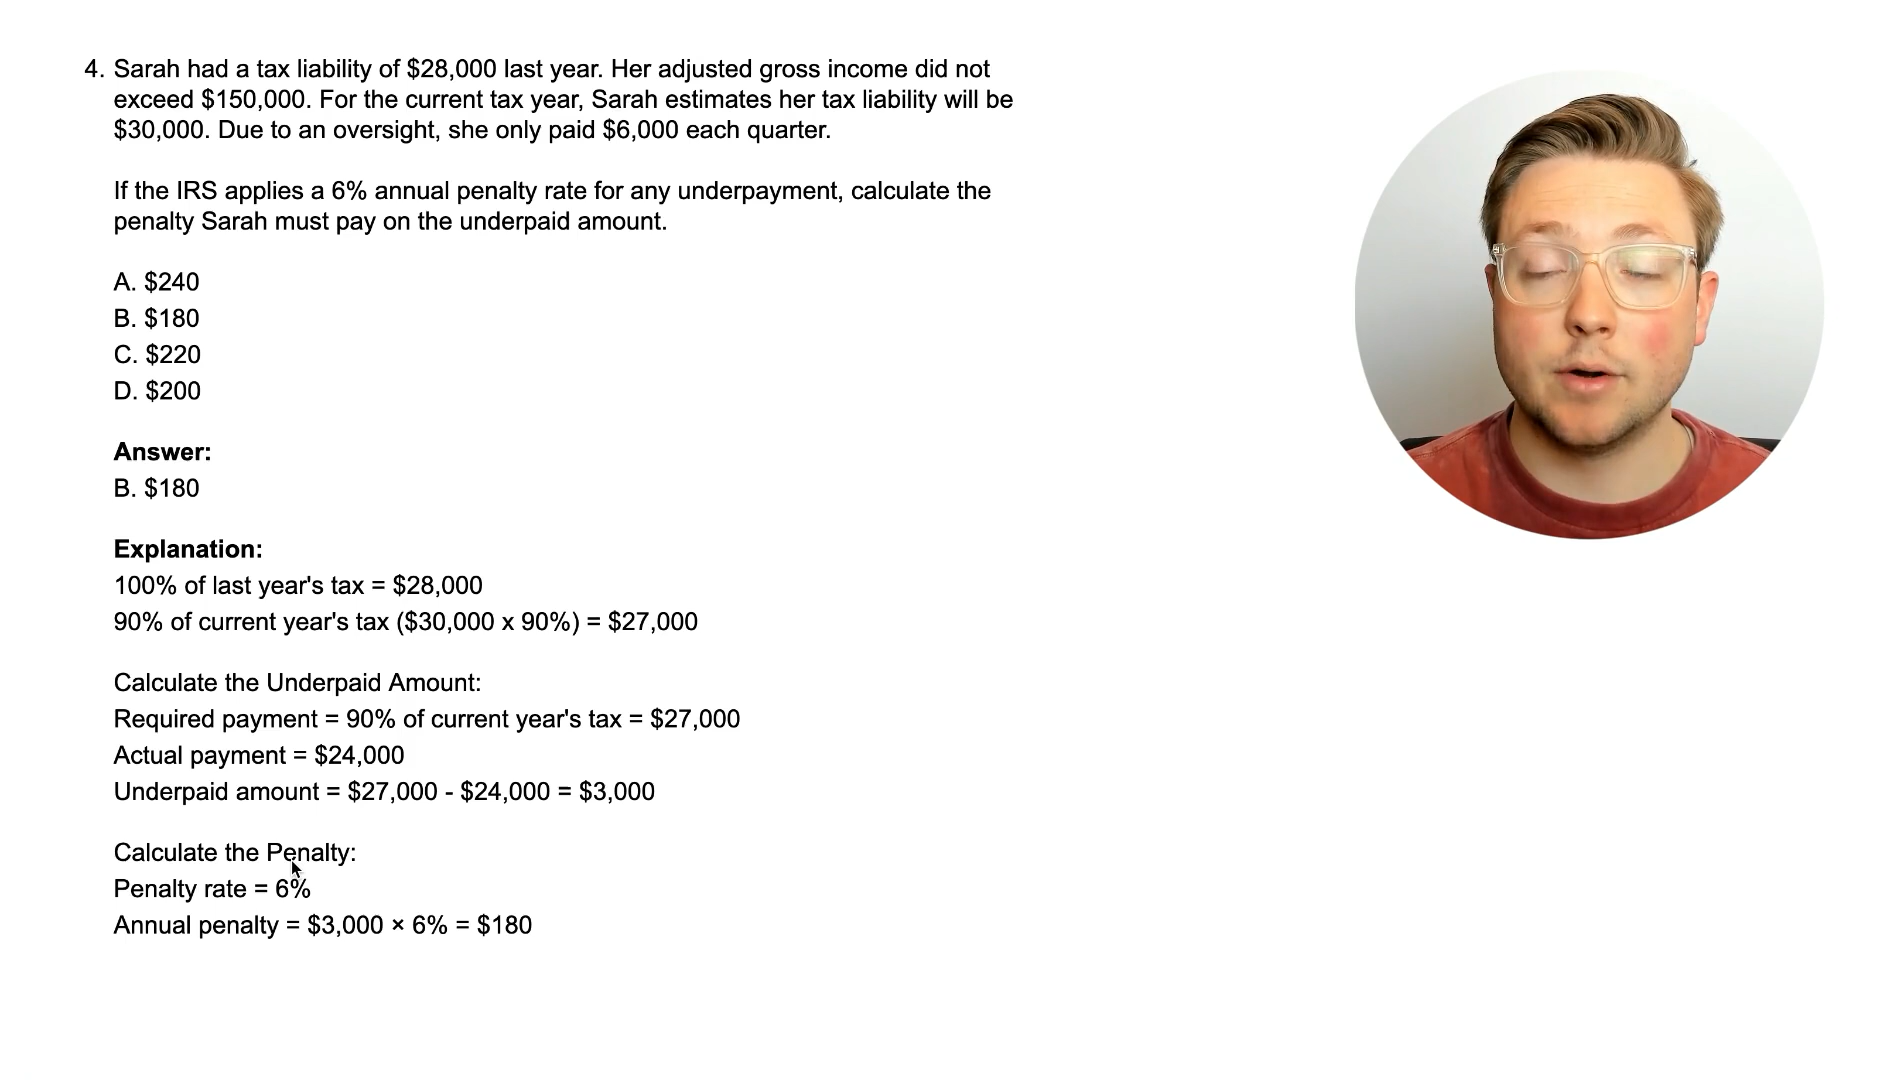 4. Sarah had a tax liability of $28,000 last year. Her adjusted gross income did not
exceed $150,000. For the current tax year, Sarah estimates her tax liability will be
$30,000. Due to an oversight, she only paid $6,000 each quarter.
If the IRS applies a 6% annual penalty rate for any underpayment, calculate the
penalty Sarah must pay on the underpaid amount.
A. $240
B. $180
C. $220
D. $200
Answer:
B. $180
Explanation:
100% of last year's tax = $28,000
90% of current year's tax ($30,000 x 90%) = $27,000
Calculate the Underpaid Amount:
Required payment = 90% of current year's tax = $27,000
Actual payment = $24,000
Underpaid amount = $27,000 - $24,000 = $3,000
Calculate the Penalty:
Penalty rate = 6%
Annual penalty = $3,000 × 6% = $180